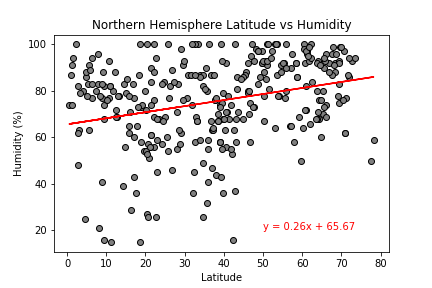 Northern Hemisphere Latitude vs Humidity
100
80
60
40
20
Humidity (%)
y = 0.26x + 65.67
0 10 20 30 40 50 60 70 80
Latitude